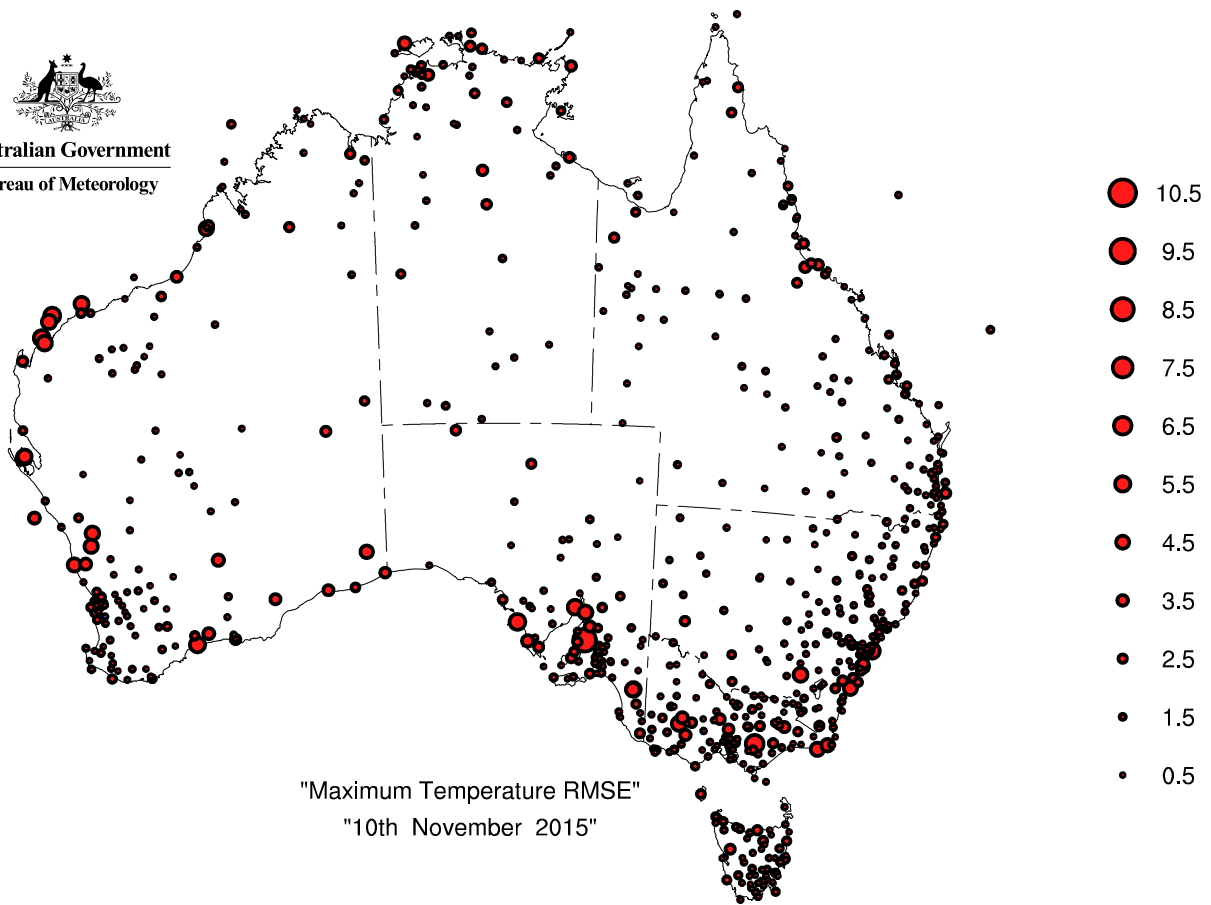 AUSTRALIA
tralian Government
reau of Meteorology
10.5
9.5
8.5
7.5
6.5
5.5
4.5
3.5
2.5
1.5
0.5
"Maximum Temperature RMSE"
"10th November 2015"